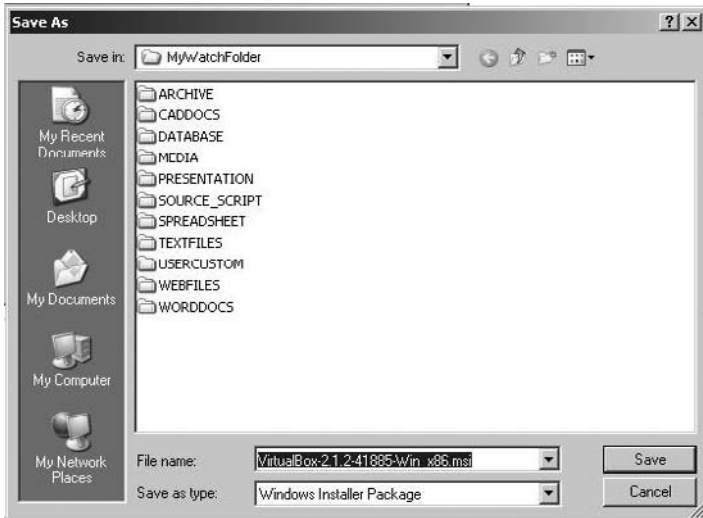 Save As
Save in: MyWatchFolder
My Recent Documents
Desktop
My Documents
My Computer
My Network Places
ARCHIVE
CADDOCS
DATABASE
MEDIA
PRESENTATION
SOURCE_SCRIPT
SPREADSHEET
TEXTFILES
USERCUSTOM
WEBFILES
WORDDOCS
File name: VirtualBox-2.1.2-41885-Win_x86.msi Save
Save as type: Windows Installer Package Cancel